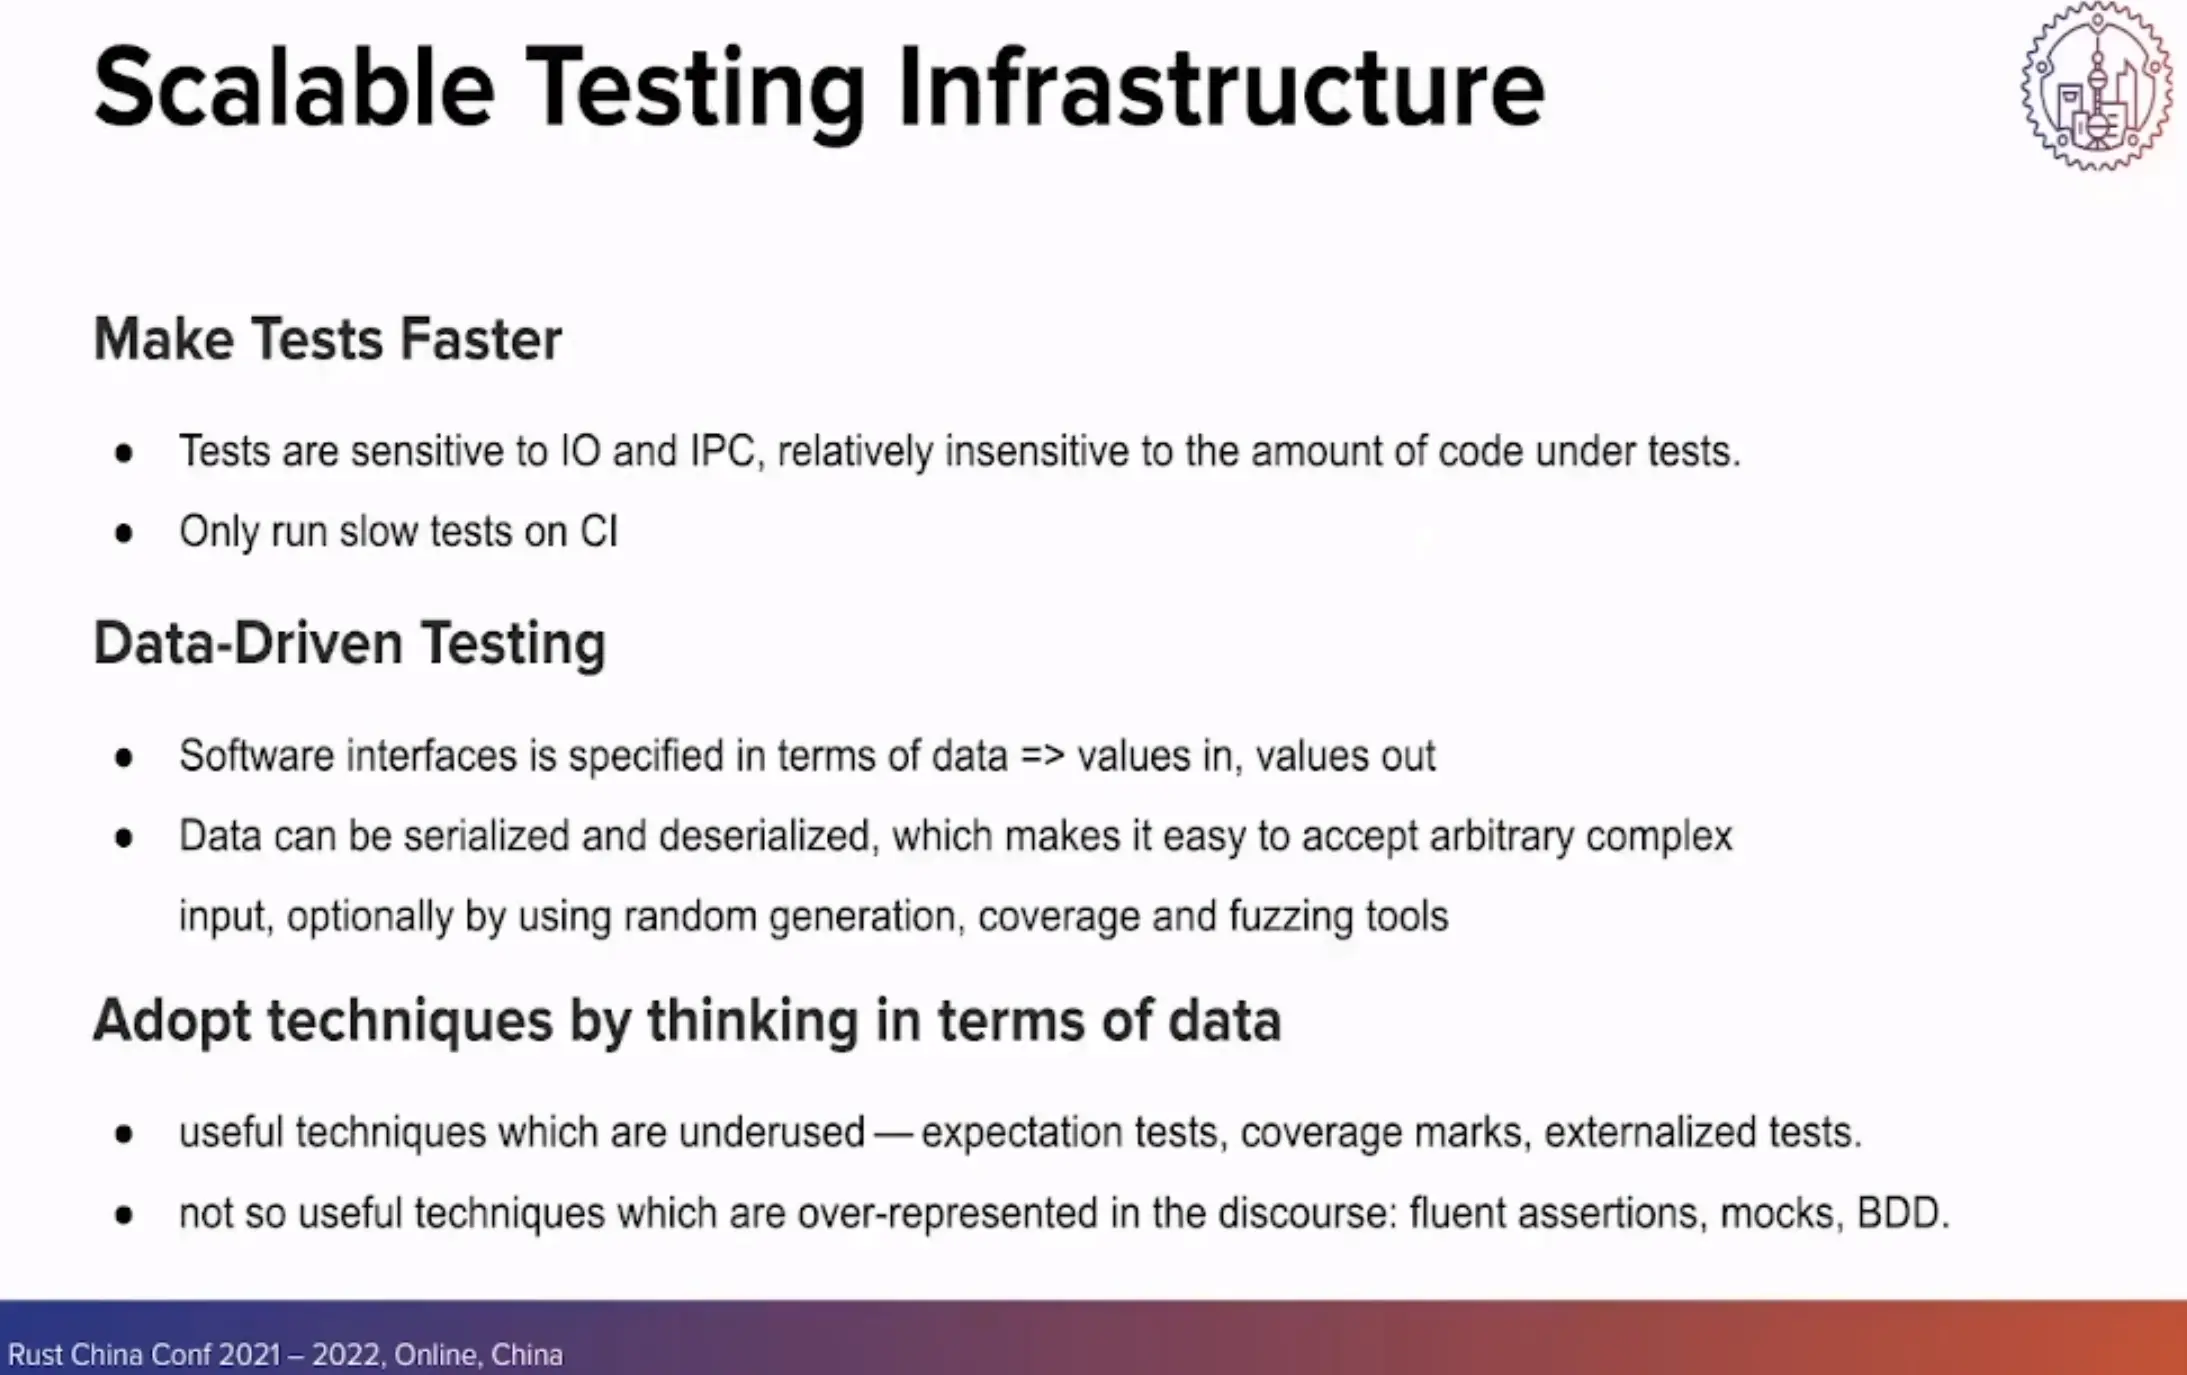 Scalable Testing Infrastructure
Make Tests Faster
● Tests are sensitive to IO and IPC, relatively insensitive to the amount of code under tests.
● Only run slow tests on CI
Data-Driven Testing
● Software interfaces is specified in terms of data => values in, values out
● Data can be serialized and deserialized, which makes it easy to accept arbitrary complex
input, optionally by using random generation, coverage and fuzzing tools
Adopt techniques by thinking in terms of data
● useful techniques which are underused — expectation tests, coverage marks, externalized tests.
● not so useful techniques which are over-represented in the discourse: fluent assertions, mocks, BDD.
Rust China Conf 2021 – 2022, Online, China